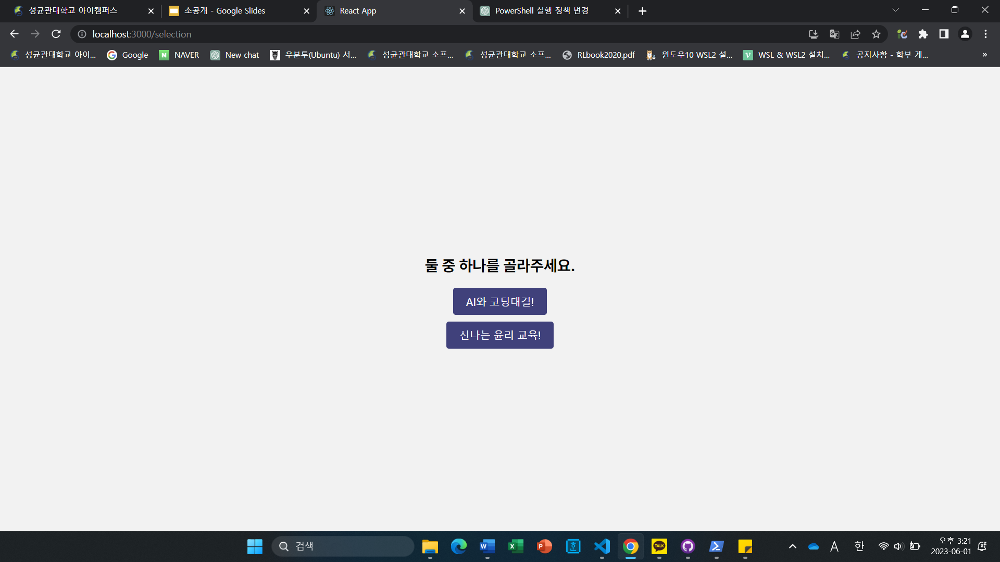 성균관대학교 아이캠퍼스
소공개 - Google Slides
React App
PowerShell 실행 정책 변경
localhost:3000/selection
성균관대학교 아이...
Google
NAVER
New chat
우분투(Ubuntu) 서...
성균관대학교 소프...
성균관대학교 소프...
RLbook2020.pdf
윈도우10 WSL2 설...
WSL & WSL2 설치...
공지사항 - 학부 게...
»
둘 중 하나를 골라주세요.
AI와 코딩대결!
신나는 윤리 교육!
검색
A
한
오후 3:21
2023-06-01